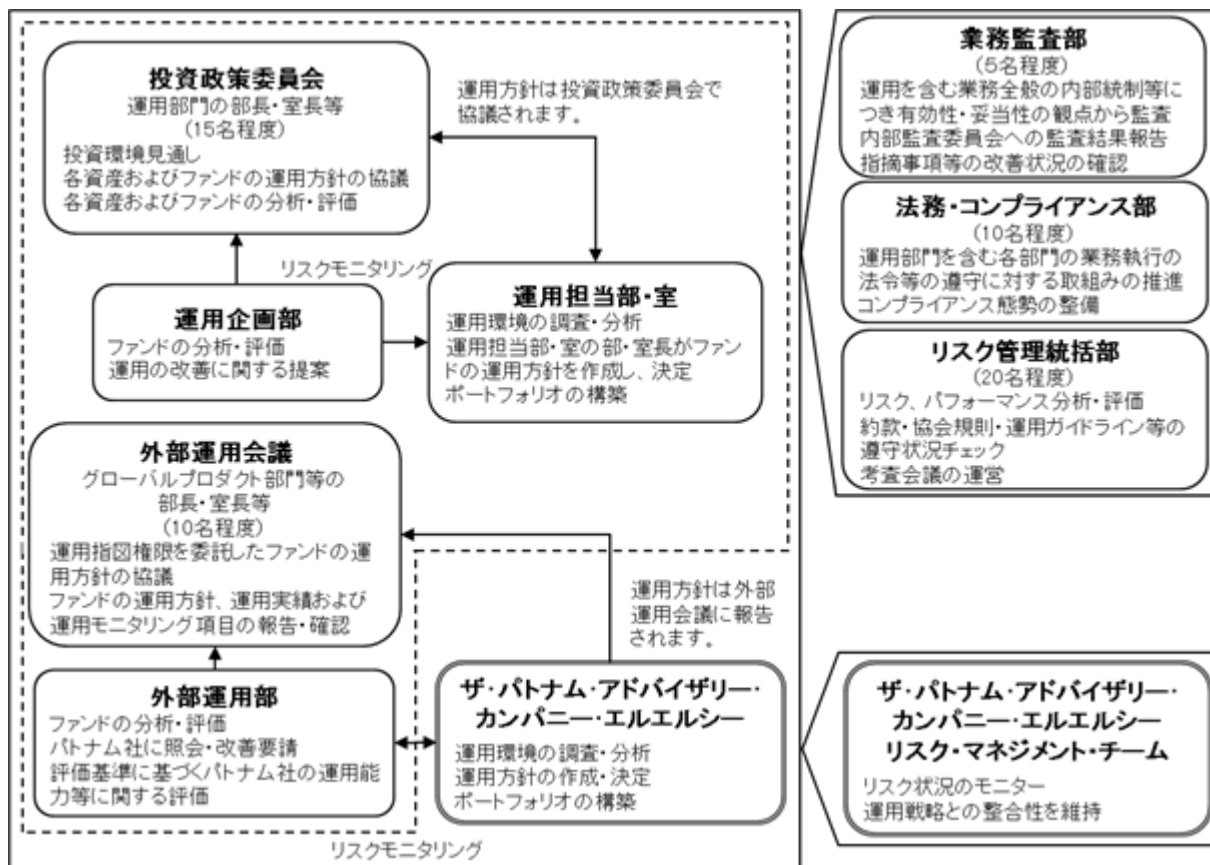 投資政策委員会
運用部門の部長・室長等
(15名程度)
投資環境見通し
各資産およびファンドの運用方針の協議
各資産およびファンドの分析・評価
運用方針は投資政策委員会で
協議されます。
リスクモニタリング
運用企画部
ファンドの分析・評価
運用の改善に関する提案
運用担当部・室
運用環境の調査・分析
運用担当部・室の部・室長がファン
ドの運用方針を作成し、決定
ポートフォリオの構築
外部運用会議
グローバルプロダクト部門等の
部長・室長等
(10名程度)
運用指図権限を委託したファンドの運
用方針の協議
ファンドの運用方針、運用実績および
運用モニタリング項目の報告・確認
運用方針は外部
運用会議に報告
されます。
外部運用部
ファンドの分析・評価
パトナム社に照会・改善要請
評価基準に基づくパトナム社の運用能
力等に関する評価
ザ・パトナム・アドバイザリー・
カンパニー・エルエルシー
運用環境の調査・分析
運用方針の作成・決定
ポートフォリオの構築
リスクモニタリング
業務監査部
(5名程度)
運用を含む業務全般の内部統制等に
つき有効性・妥当性の観点から監査
内部監査委員会への監査結果報告
指摘事項等の改善状況の確認
法務・コンプライアンス部
(10名程度)
運用部門を含む各部門の業務執行の
法令等の遵守に対する取組みの推進
コンプライアンス態勢の整備
リスク管理統括部
(20名程度)
リスク、パフォーマンス分析・評価
約款・協会規則・運用ガイドライン等の
遵守状況チェック
考査会議の運営
ザ・パトナム・アドバイザリー・
カンパニー・エルエルシー
リスク・マネジメント・チーム
リスク状況のモニター
運用戦略との整合性を維持